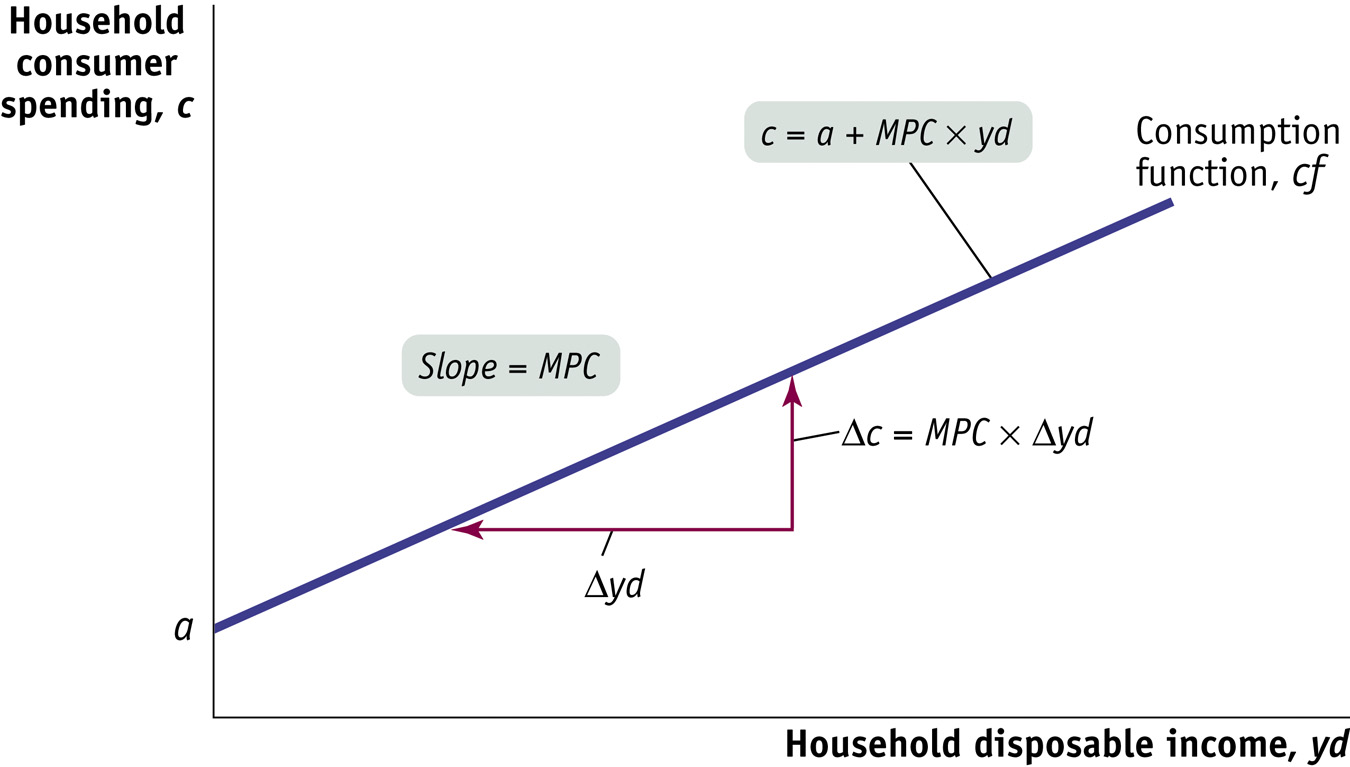 Household
consumer
spending, c
c = a + MPC × yd
Consumption
function, cf
Slope = MPC
Δc = MPC × Δyd
Δyd
a
Household disposable income, yd